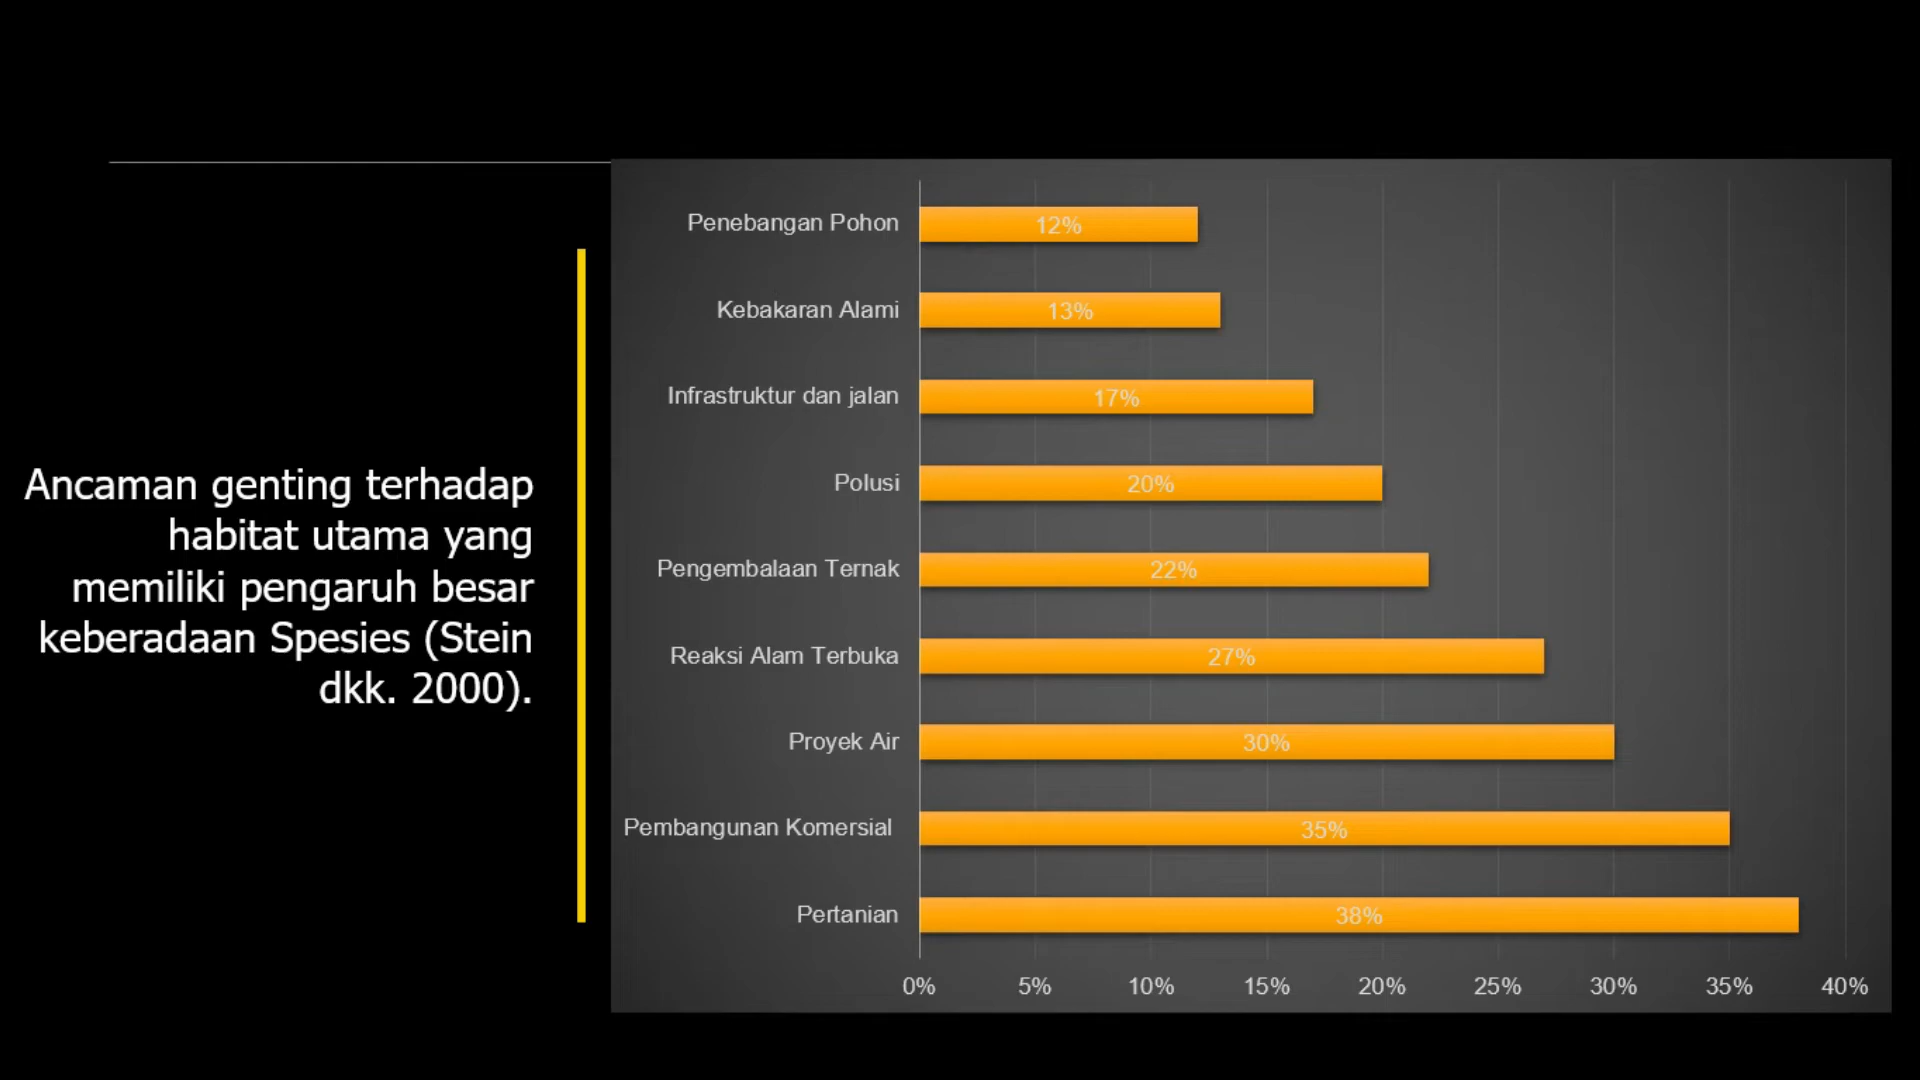 Ancaman genting terhadap
habitat utama yang
memiliki pengaruh besar
keberadaan Spesies (Stein
dkk. 2000).
Penebangan Pohon 12%
Kebakaran Alami 13%
Infrastruktur dan jalan 17%
Polusi 20%
Pengembalaan Ternak 22%
Reaksi Alam Terbuka 27%
Proyek Air 30%
Pembangunan Komersial 35%
Pertanian 38%
0% 5% 10% 15% 20% 25% 30% 35% 40%